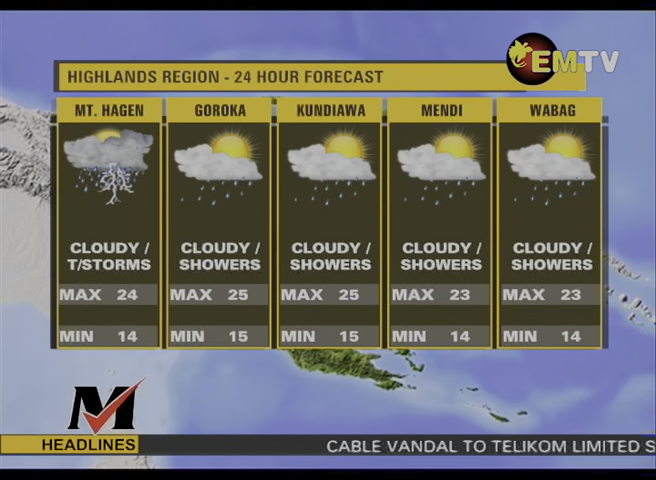 EMTV
HIGHLANDS REGION - 24 HOUR FORECAST
MT. HAGEN
CLOUDY /
T/STORMS
MAX 24
MIN 14
GOROKA
CLOUDY /
SHOWERS
MAX 25
MIN 15
KUNDIAWA
CLOUDY /
SHOWERS
MAX 25
MIN 15
MENDI
CLOUDY /
SHOWERS
MAX 23
MIN 14
WABAG
CLOUDY /
SHOWERS
MAX 23
MIN 14
M
HEADLINES
CABLE VANDAL TO TELIKOM LIMITED S